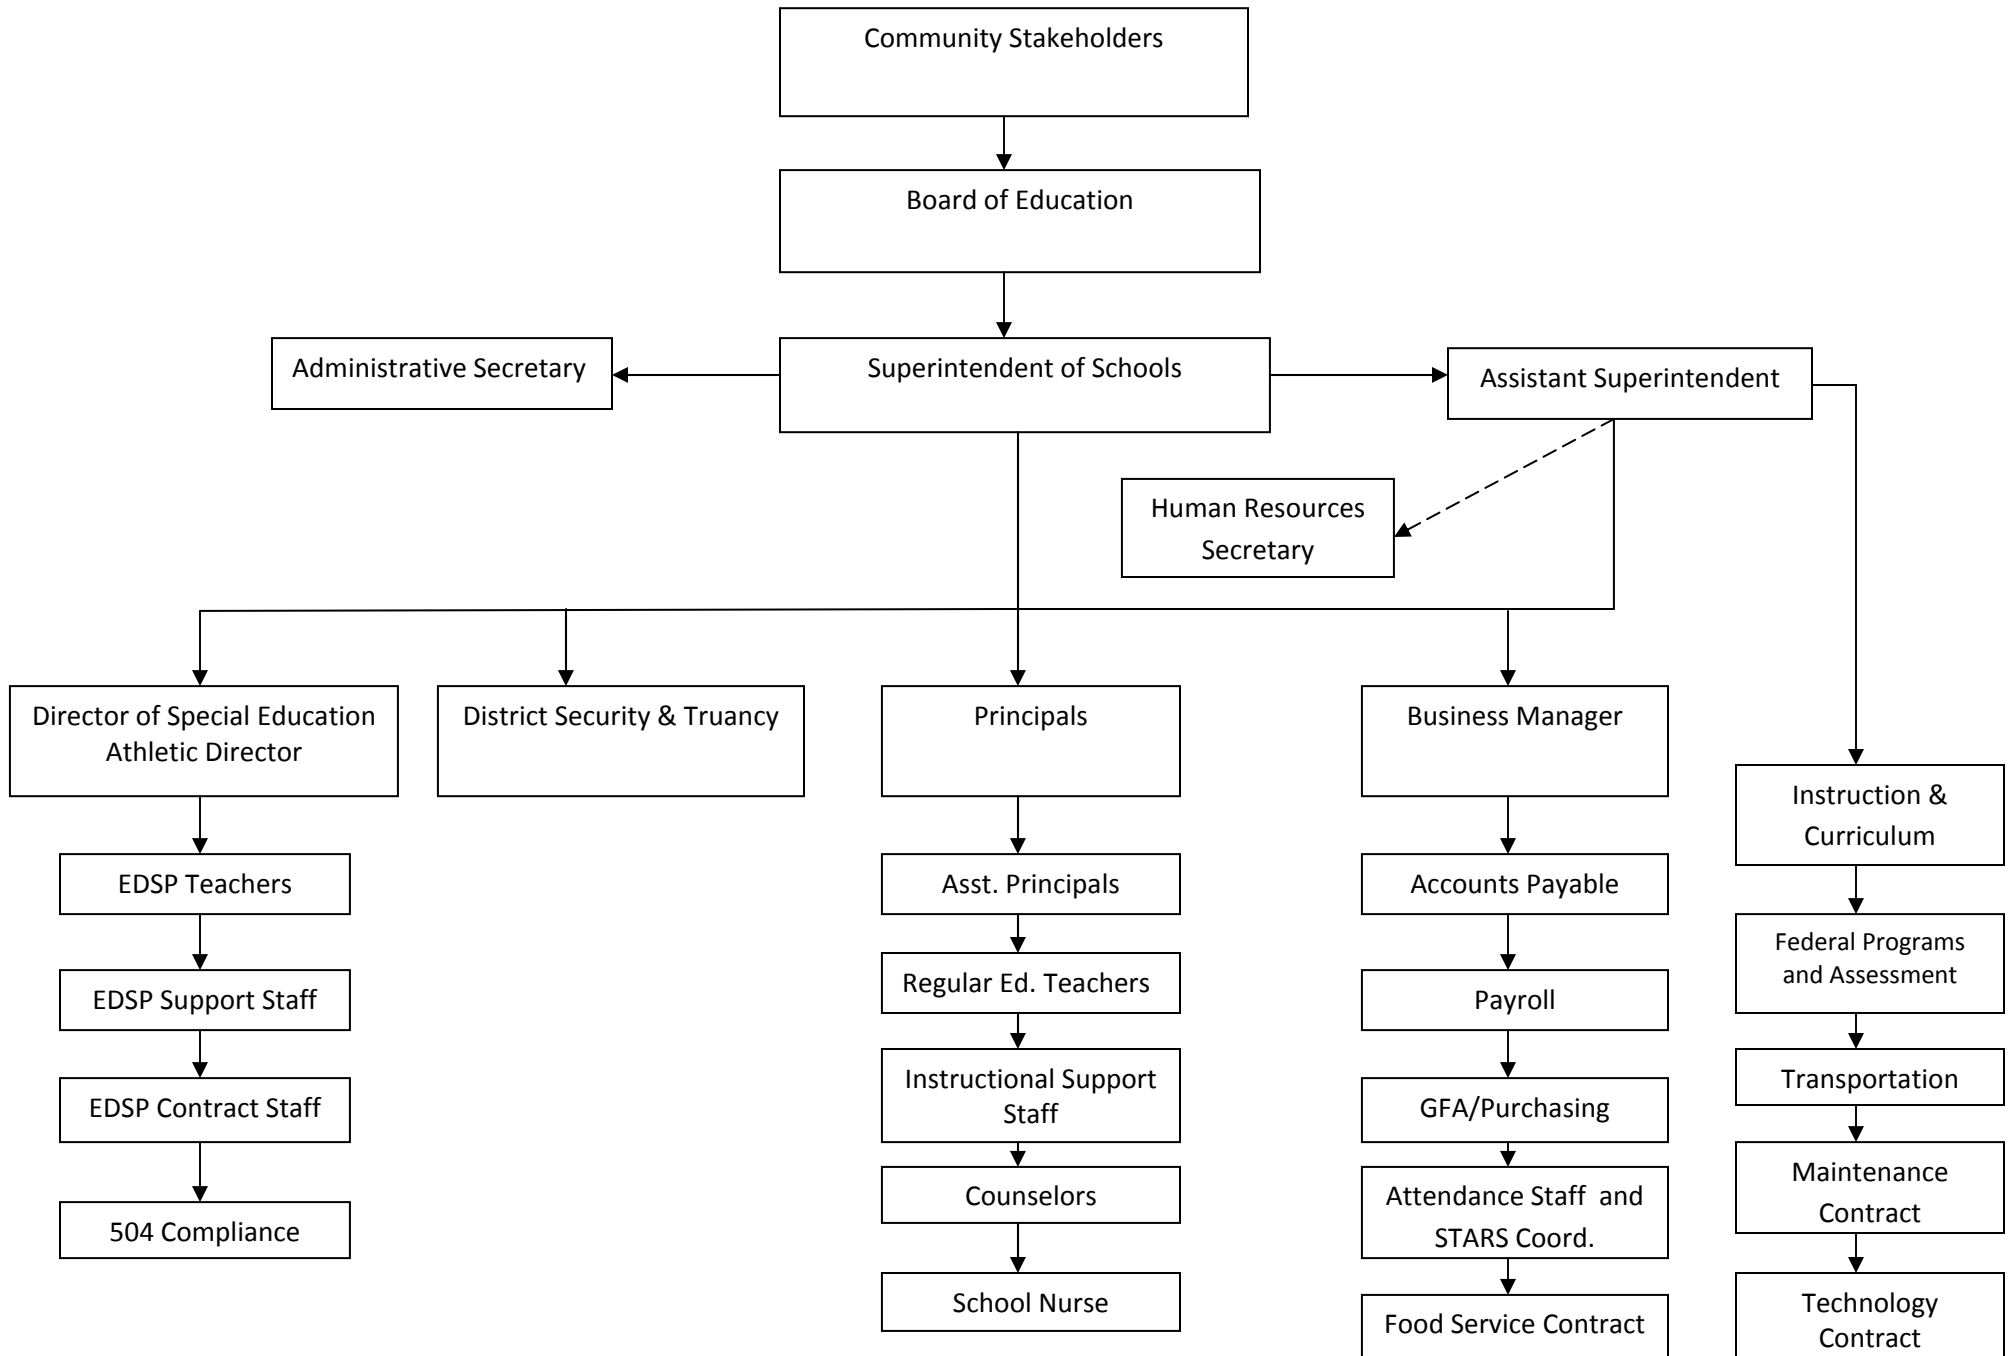 Community Stakeholders
Board of Education
Administrative Secretary
Superintendent of Schools
Assistant Superintendent
Human Resources
Secretary
Director of Special Education
Athletic Director
District Security & Truancy
Principals
Business Manager
Instruction &
Curriculum
EDSP Teachers
Asst. Principals
Accounts Payable
Federal Programs
and Assessment
EDSP Support Staff
Regular Ed. Teachers
Payroll
Transportation
EDSP Contract Staff
Instructional Support
Staff
GFA/Purchasing
Maintenance
Contract
504 Compliance
Counselors
Attendance Staff and
STARS Coord.
School Nurse
Food Service Contract
Technology
Contract